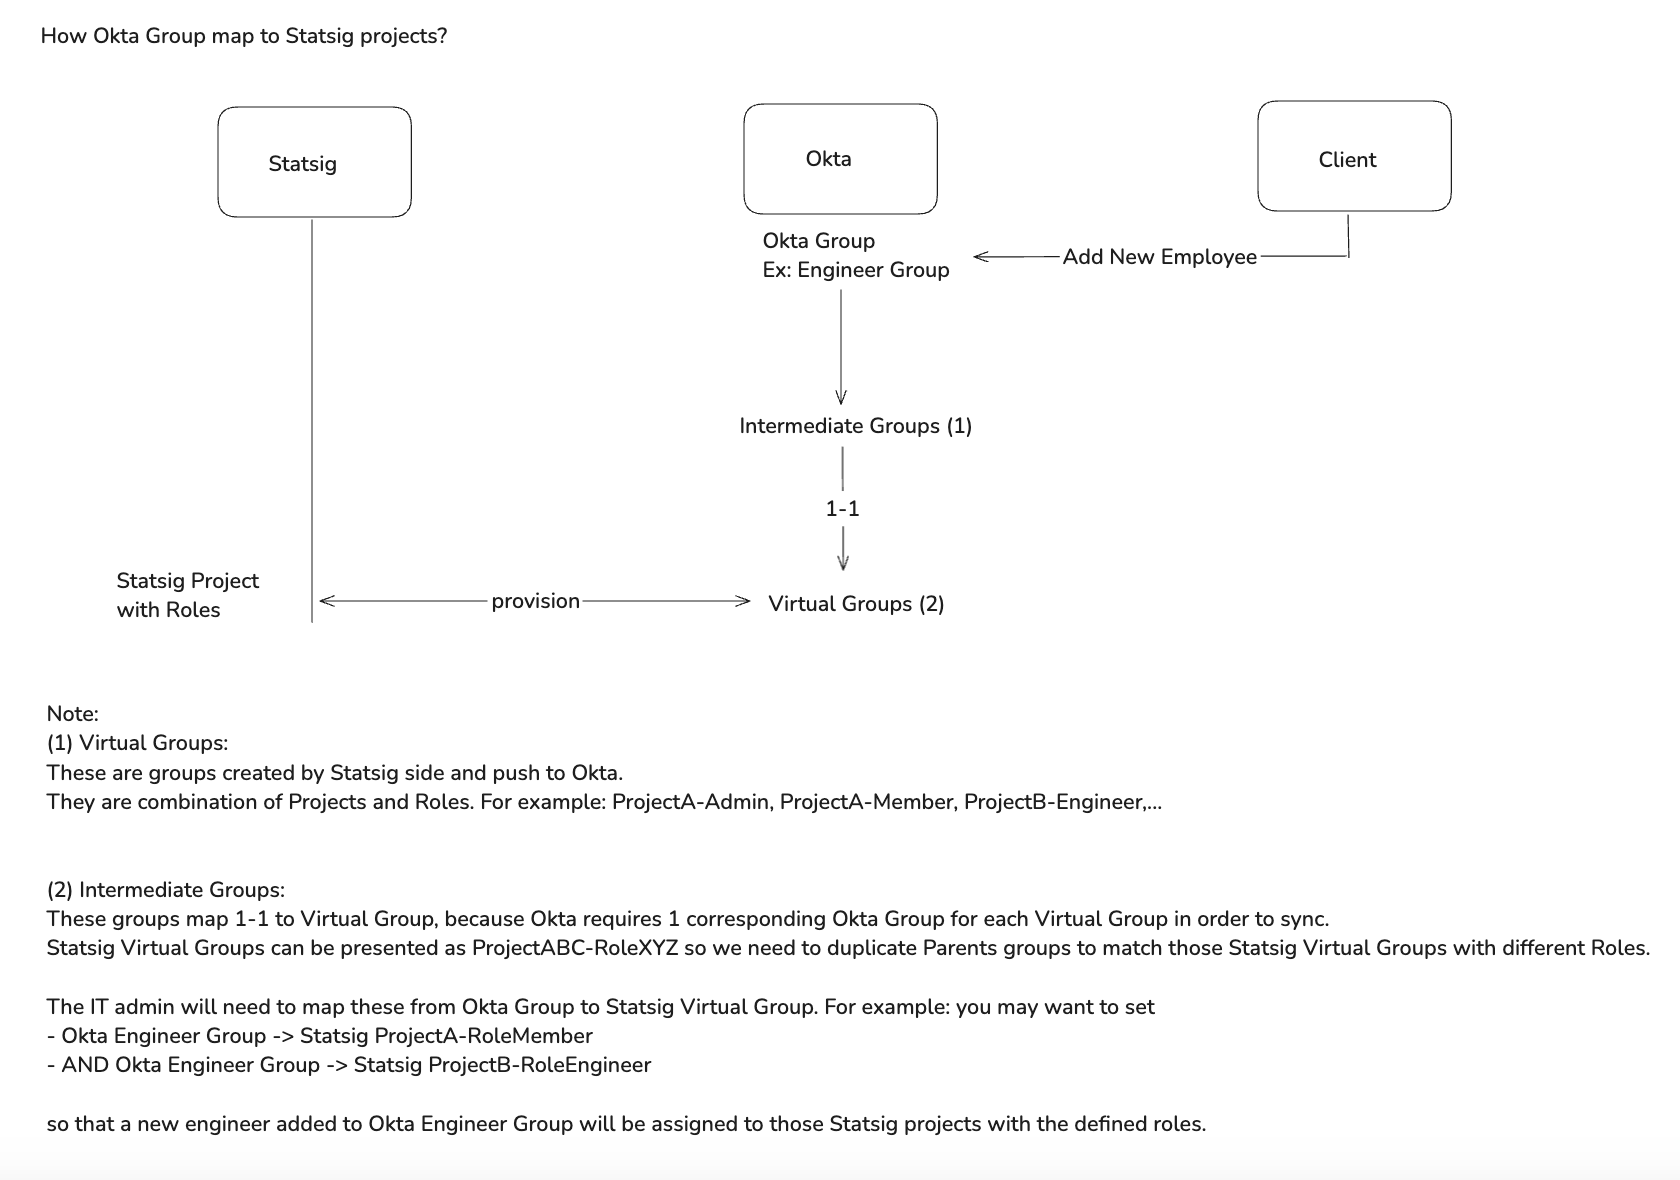 How Okta Group map to Statsig projects?
Statsig
Okta
Client
Okta Group
Ex: Engineer Group
Add New Employee
Intermediate Groups (1)
1-1
Statsig Project
with Roles
provision
Virtual Groups (2)
Note:
(1) Virtual Groups:
These are groups created by Statsig side and push to Okta.
They are combination of Projects and Roles. For example: ProjectA-Admin, ProjectA-Member, ProjectB-Engineer,...
(2) Intermediate Groups:
These groups map 1-1 to Virtual Group, because Okta requires 1 corresponding Okta Group for each Virtual Group in order to sync.
Statsig Virtual Groups can be presented as ProjectABC-RoleXYZ so we need to duplicate Parents groups to match those Statsig Virtual Groups with different Roles.
The IT admin will need to map these from Okta Group to Statsig Virtual Group. For example: you may want to set
- Okta Engineer Group -> Statsig ProjectA-RoleMember
- AND Okta Engineer Group -> Statsig ProjectB-RoleEngineer
so that a new engineer added to Okta Engineer Group will be assigned to those Statsig projects with the defined roles.